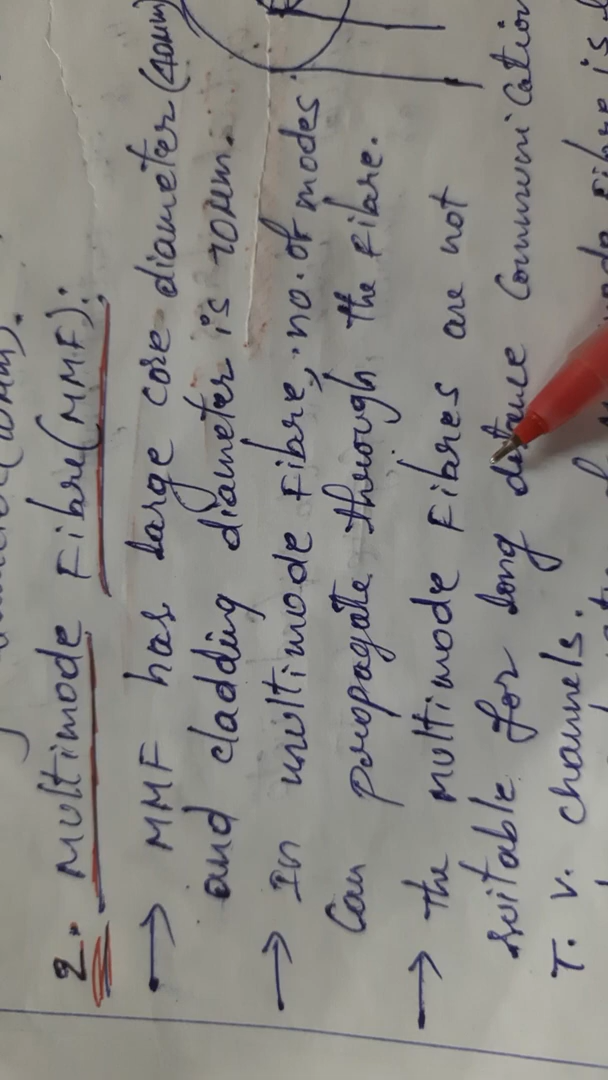 2. Multimode Fibre (MMF):
→ MMF has large core diameter (40μm)
and cladding diameter is 70μm.
→ In multimode Fibre, no. of modes
Can propagate through the Fibre.
→ the multimode Fibres are not
suitable for long distance Communication
T. V. channels.